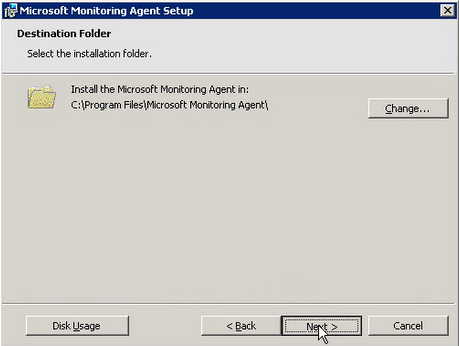 Microsoft Monitoring Agent Setup
Destination Folder
Select the installation folder.
Install the Microsoft Monitoring Agent in:
C:\Program Files\Microsoft Monitoring Agent\
Change...
Disk Usage
< Back
Next >
Cancel